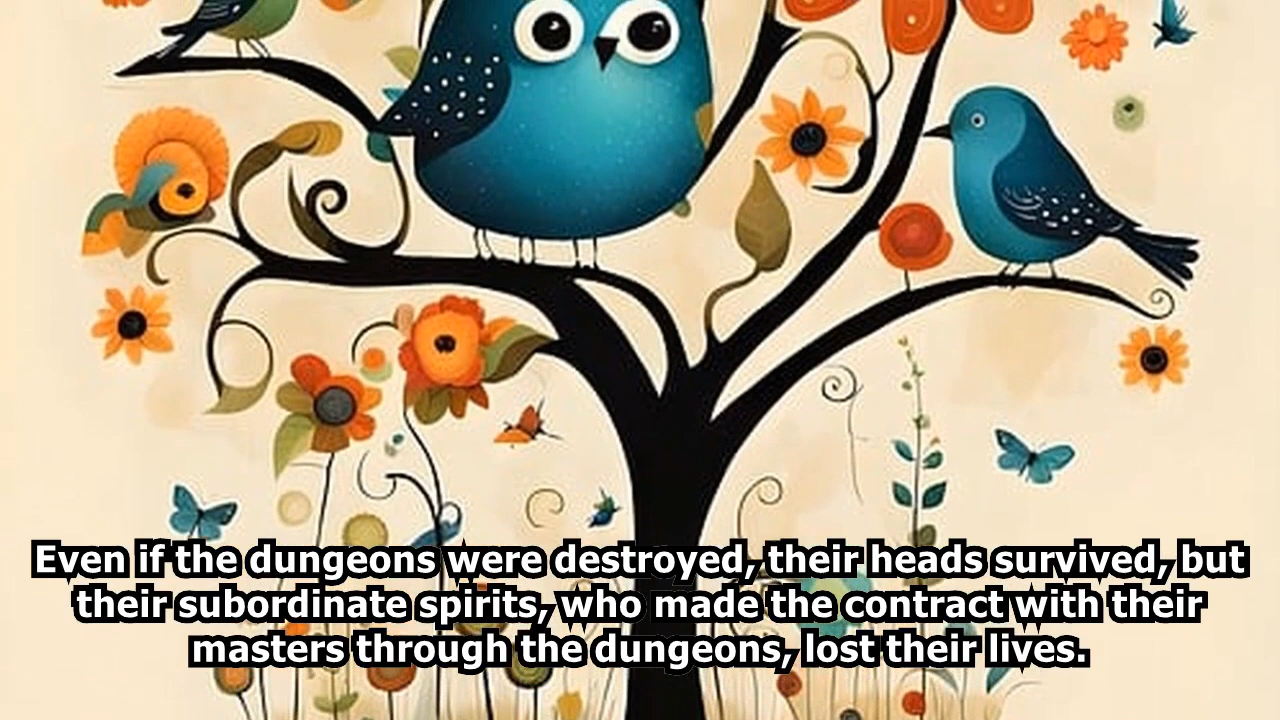 Even if the dungeons were destroyed, their heads survived, but
their subordinate spirits, who made the contract with their
masters through the dungeons, lost their lives.